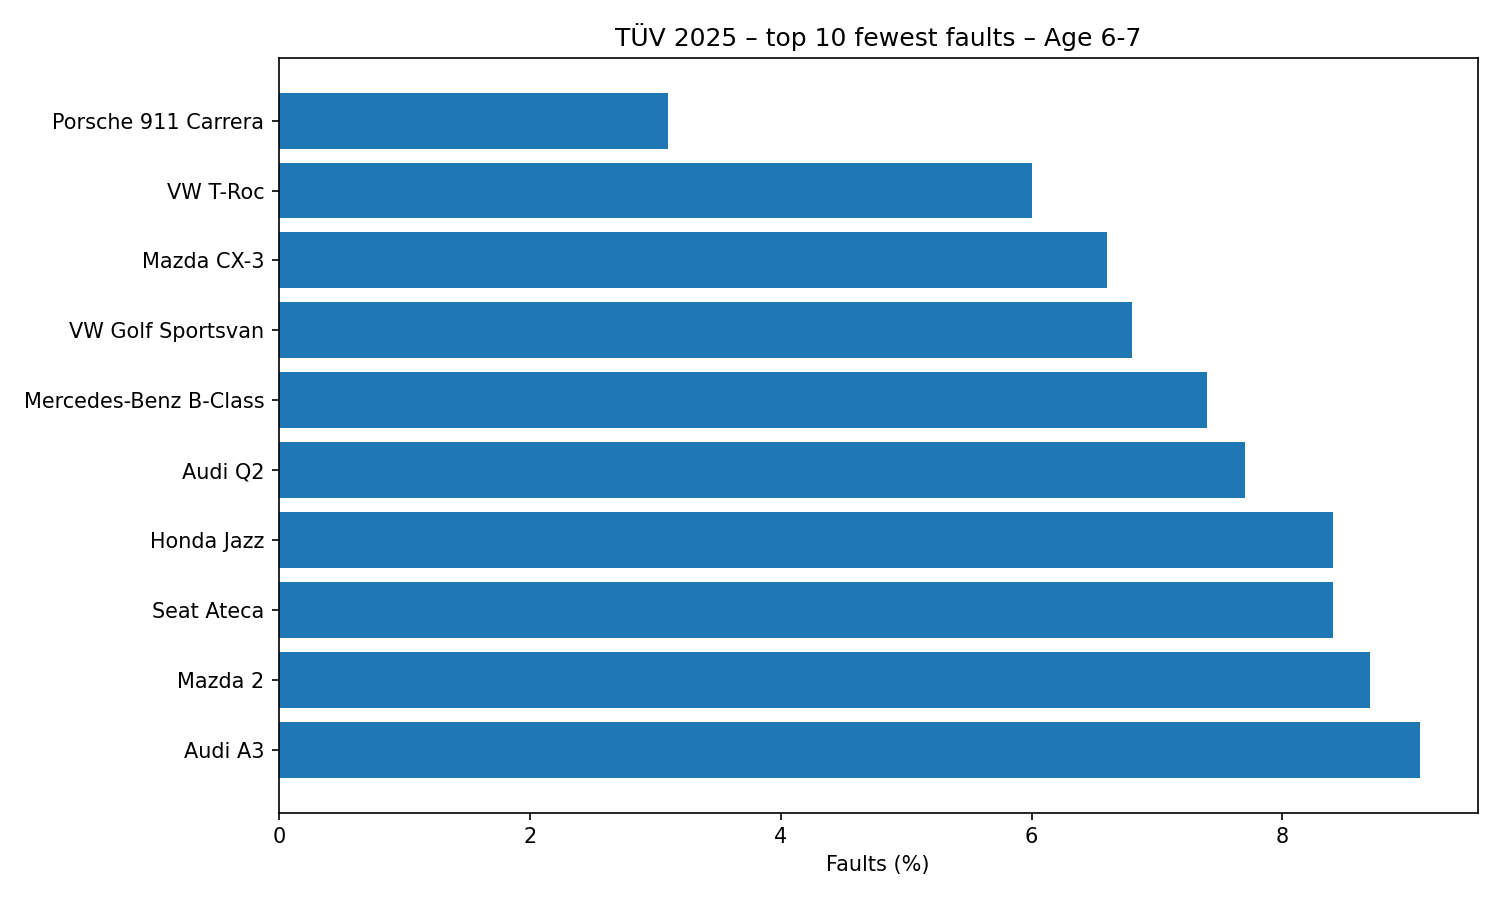 TÜV 2025 – top 10 fewest faults – Age 6-7
Porsche 911 Carrera
VW T-Roc
Mazda CX-3
VW Golf Sportsvan
Mercedes-Benz B-Class
Audi Q2
Honda Jazz
Seat Ateca
Mazda 2
Audi A3
0 2 4 6 8
Faults (%)